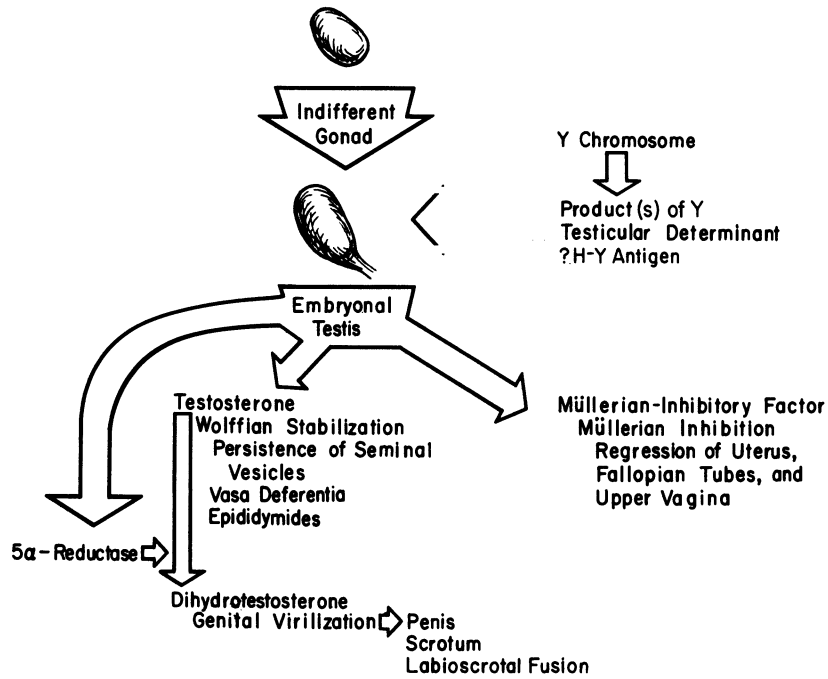 Indifferent
Gonad
Y Chromosome
Product(s) of Y
Testicular Determinant
?H-Y Antigen
Embryonal
Testis
Testosterone
Wolffian Stabilization
Persistence of Seminal
Vesicles
Vasa Deferentia
Epididymides
Müllerian-Inhibitory Factor
Müllerian Inhibition
Regression of Uterus,
Fallopian Tubes, and
Upper Vagina
5α-Reductase
Dihydrotestosterone
Genital Virilization
Penis
Scrotum
Labioscrotal Fusion